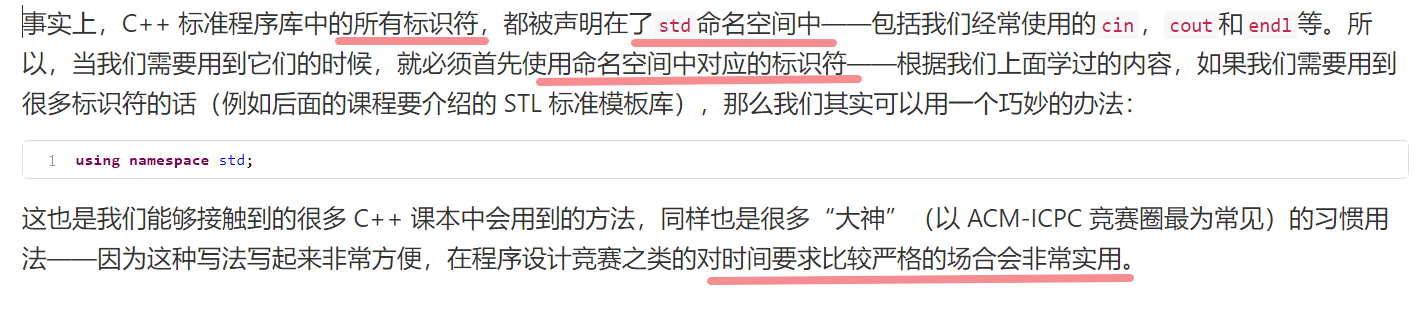 事实上，C++ 标准程序库中的所有标识符，都被声明在了 std 命名空间中——包括我们经常使用的 cin，cout 和 endl 等。所
以，当我们需要用到它们的时候，就必须首先使用命名空间中对应的标识符——根据我们上面学过的内容，如果我们需要用到
很多标识符的话（例如后面的课程要介绍的 STL 标准模板库），那么我们其实可以用一个巧妙的办法：
1 using namespace std;
这也是我们能够接触到的很多 C++ 课本中会用到的方法，同样也是很多“大神”（以 ACM-ICPC 竞赛圈最为常见）的习惯用
法——因为这种写法写起来非常方便，在程序设计竞赛之类的对时间要求比较严格的场合会非常实用。